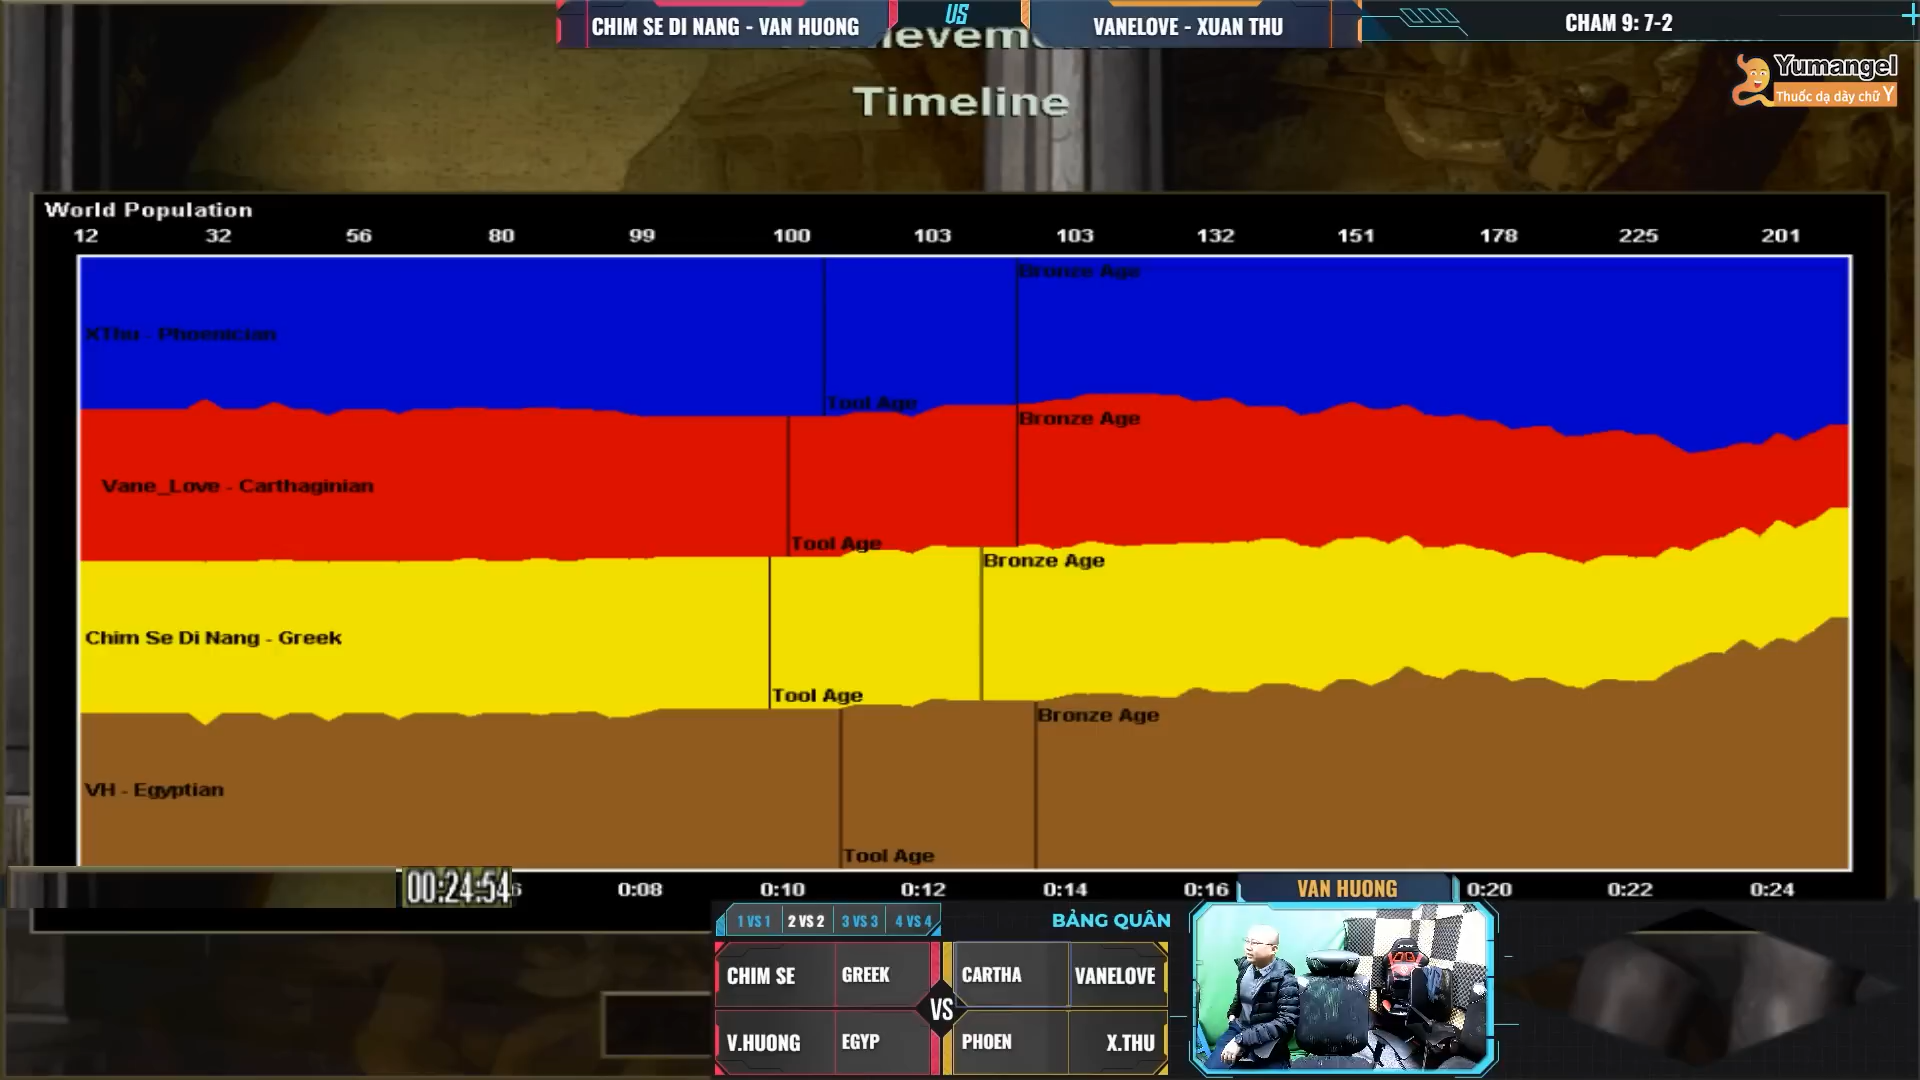 CHIM SE DI NANG - VAN HUONG
VS
VANELOVE - XUAN THU
CHAM 9: 7-2
Yumangel
Thuốc dạ dày chữ Y
Timeline
World Population
12 32 56 80 99 100 103 103 132 151 178 225 201
Bronze Age
XThu - Phoenician
Tool Age
Bronze Age
Vane_Love - Carthaginian
Tool Age
Bronze Age
Chim Se Di Nang - Greek
Tool Age
Bronze Age
VH - Egyptian
Tool Age
00:24:54
0:08 0:10 0:12 0:14 0:16 0:20 0:22 0:24
VAN HUONG
1 VS 1 2 VS 2 3 VS 3 4 VS 4
BẢNG QUÂN
CHIM SE GREEK CARTHA VANELOVE
VS
V.HUONG EGYP PHOEN X.THU